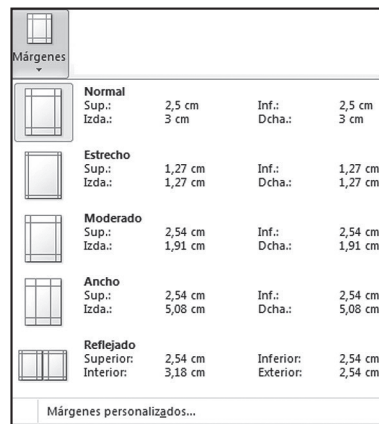 Márgenes
Normal
Sup.: 2,5 cm Inf.: 2,5 cm
Izda.: 3 cm Dcha.: 3 cm
Estrecho
Sup.: 1,27 cm Inf.: 1,27 cm
Izda.: 1,27 cm Dcha.: 1,27 cm
Moderado
Sup.: 2,54 cm Inf.: 2,54 cm
Izda.: 1,91 cm Dcha.: 1,91 cm
Ancho
Sup.: 2,54 cm Inf.: 2,54 cm
Izda.: 5,08 cm Dcha.: 5,08 cm
Reflejado
Superior: 2,54 cm Inferior: 2,54 cm
Interior: 3,18 cm Exterior: 2,54 cm
Márgenes personalizados...